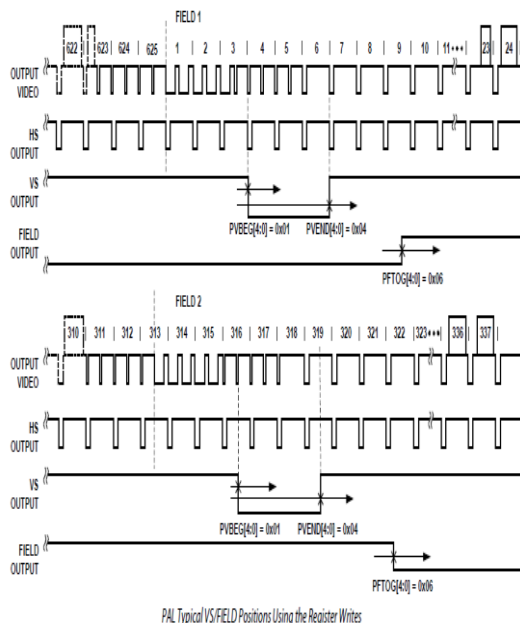 FIELD 1
622 623 624 625 1 2 3 4 5 6 7 8 9 10 11 23 24
OUTPUT
VIDEO
HS
OUTPUT
VS
OUTPUT
PVBEG[4:0] = 0x01 PVEND[4:0] = 0x04
FIELD
OUTPUT
PFTOG[4:0] = 0x06
FIELD 2
310 311 312 313 314 315 316 317 318 319 320 321 322 323 336 337
OUTPUT
VIDEO
HS
OUTPUT
VS
OUTPUT
PVBEG[4:0] = 0x01 PVEND[4:0] = 0x04
FIELD
OUTPUT
PFTOG[4:0] = 0x06
PAL Typical VS/FIELD Positions Using the Register Writes